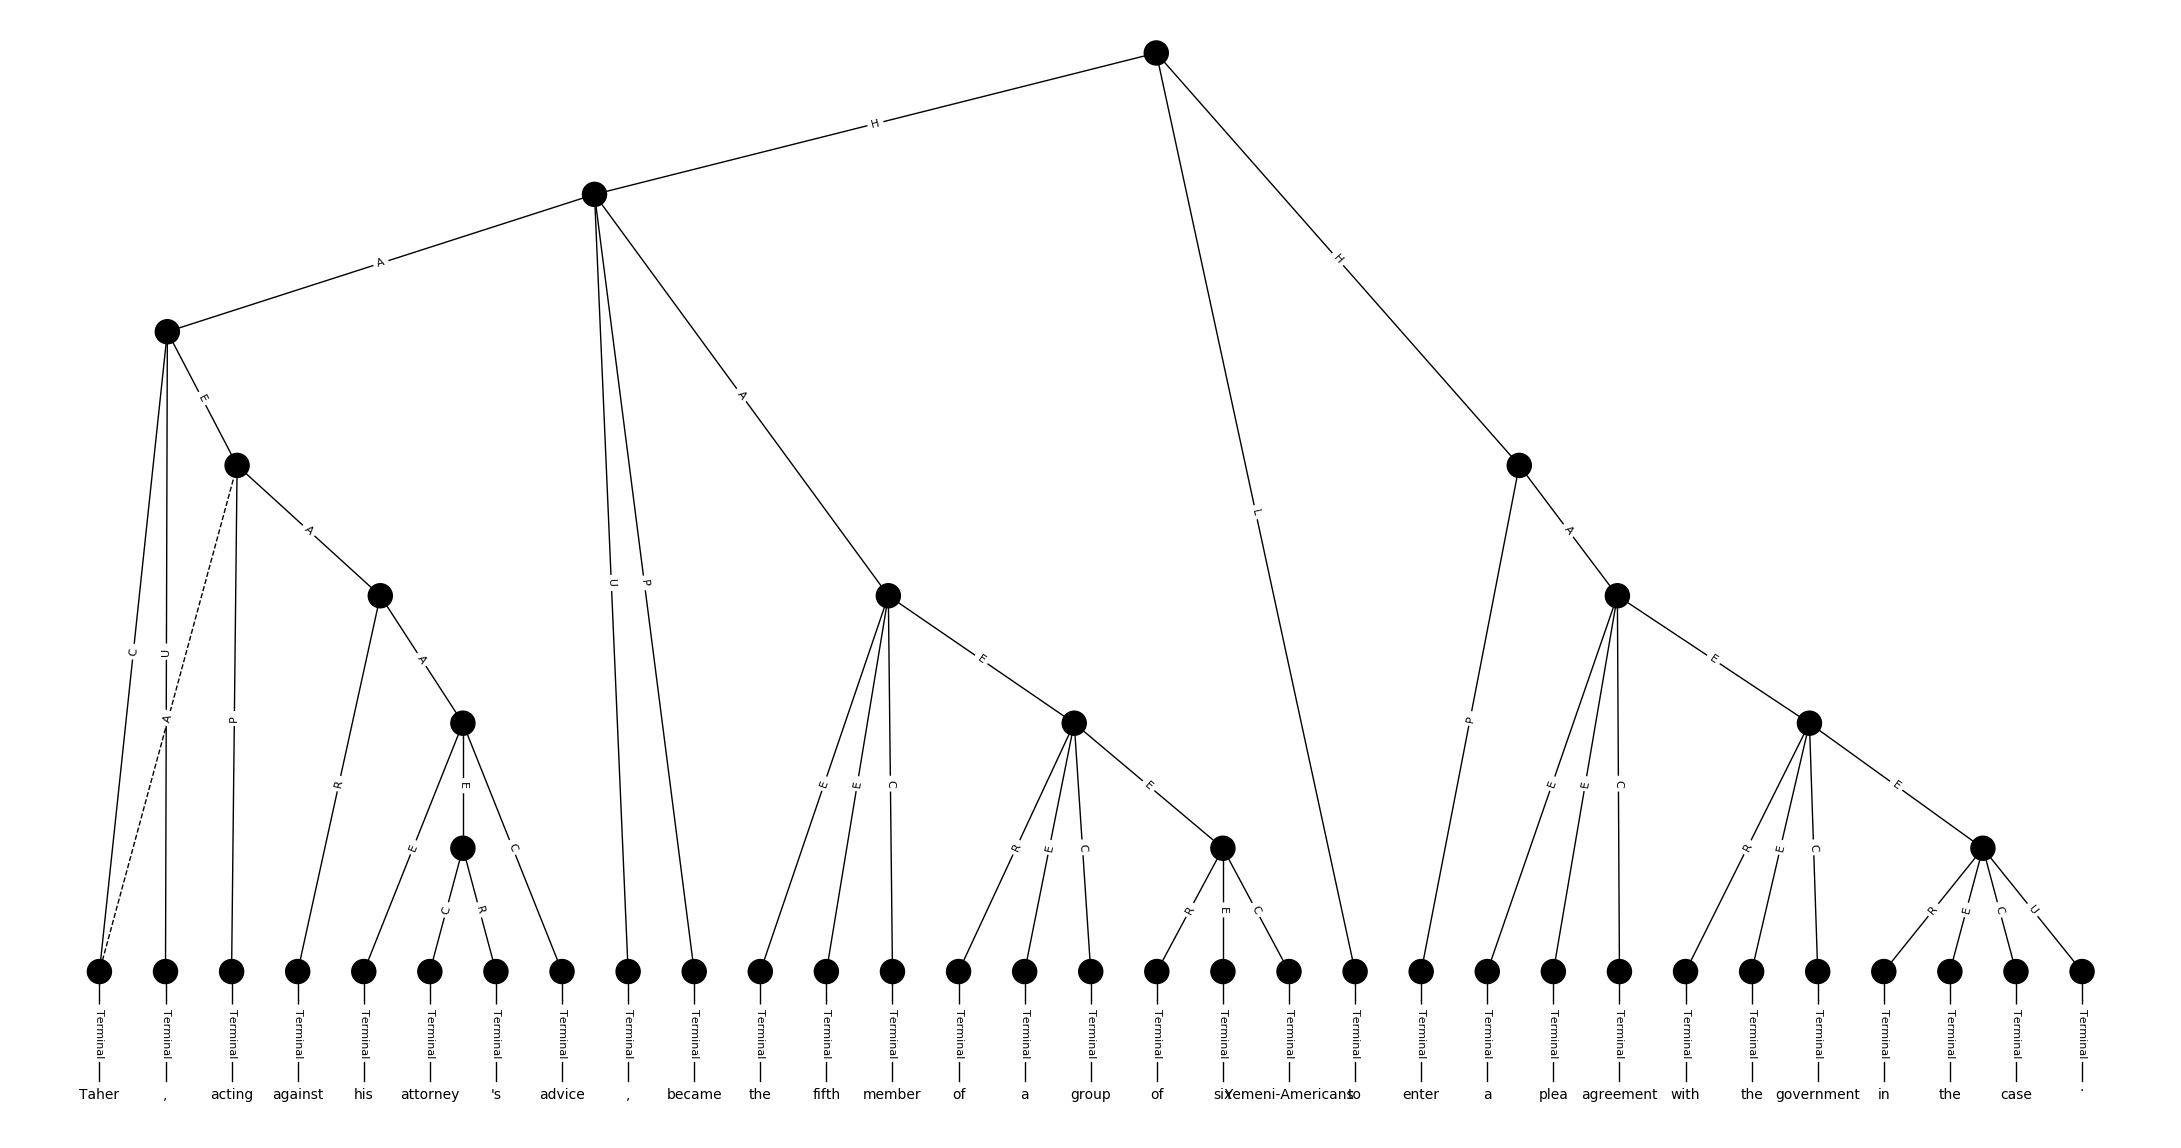 H
A
H
E
A
A
L
A
U
P
C
U
A
E
E
A
P
P
R
E
E
E
C
E
E
E
C
E
E
C
R
E
C
R
E
C
C
R
R
E
C
R
E
C
U
Terminal Terminal Terminal Terminal Terminal Terminal Terminal Terminal Terminal Terminal Terminal Terminal Terminal Terminal Terminal Terminal Terminal Terminal Terminal Terminal Terminal Terminal Terminal Terminal Terminal Terminal Terminal Terminal Terminal Terminal Terminal
Taher , acting against his attorney 's advice , became the fifth member of a group of six Yemeni-Americans to enter a plea agreement with the government in the case .